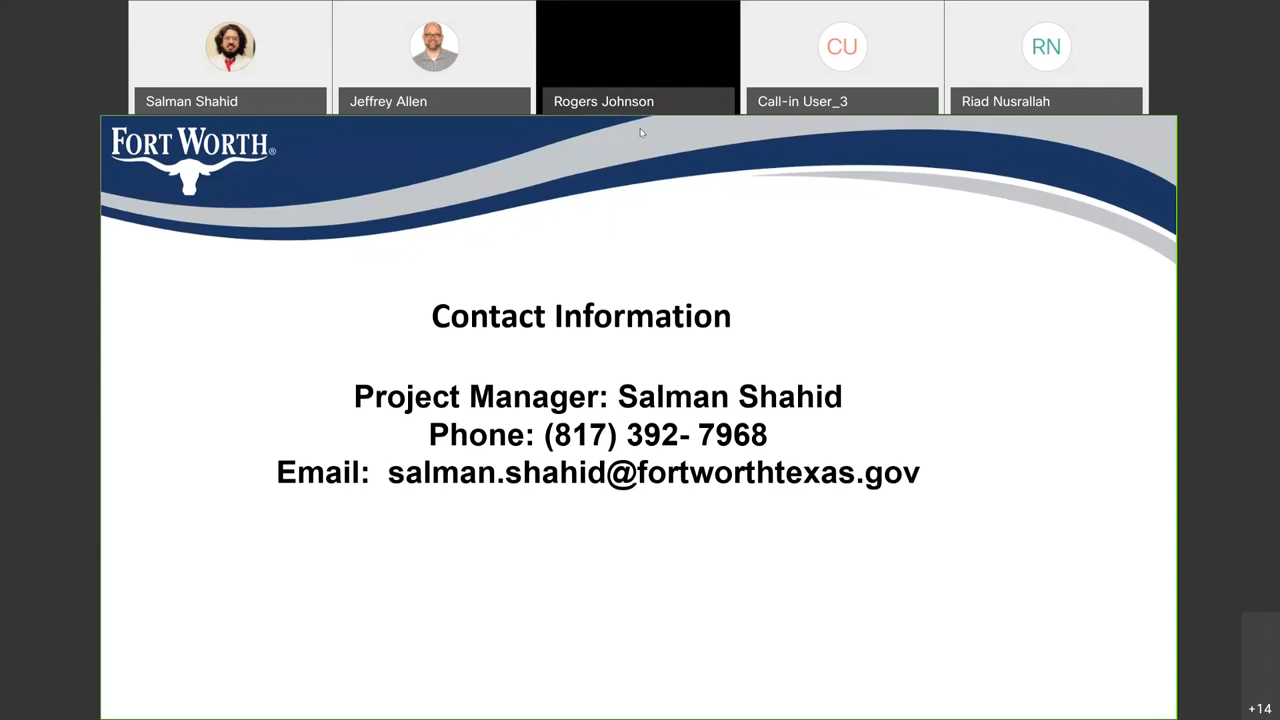 CU
RN
Salman Shahid
Jeffrey Allen
Rogers Johnson
Call-in User_3
Riad Nusrallah
FORT WORTH®
Contact Information
Project Manager: Salman Shahid
Phone: (817) 392- 7968
Email:  salman.shahid@fortworthtexas.gov
+14